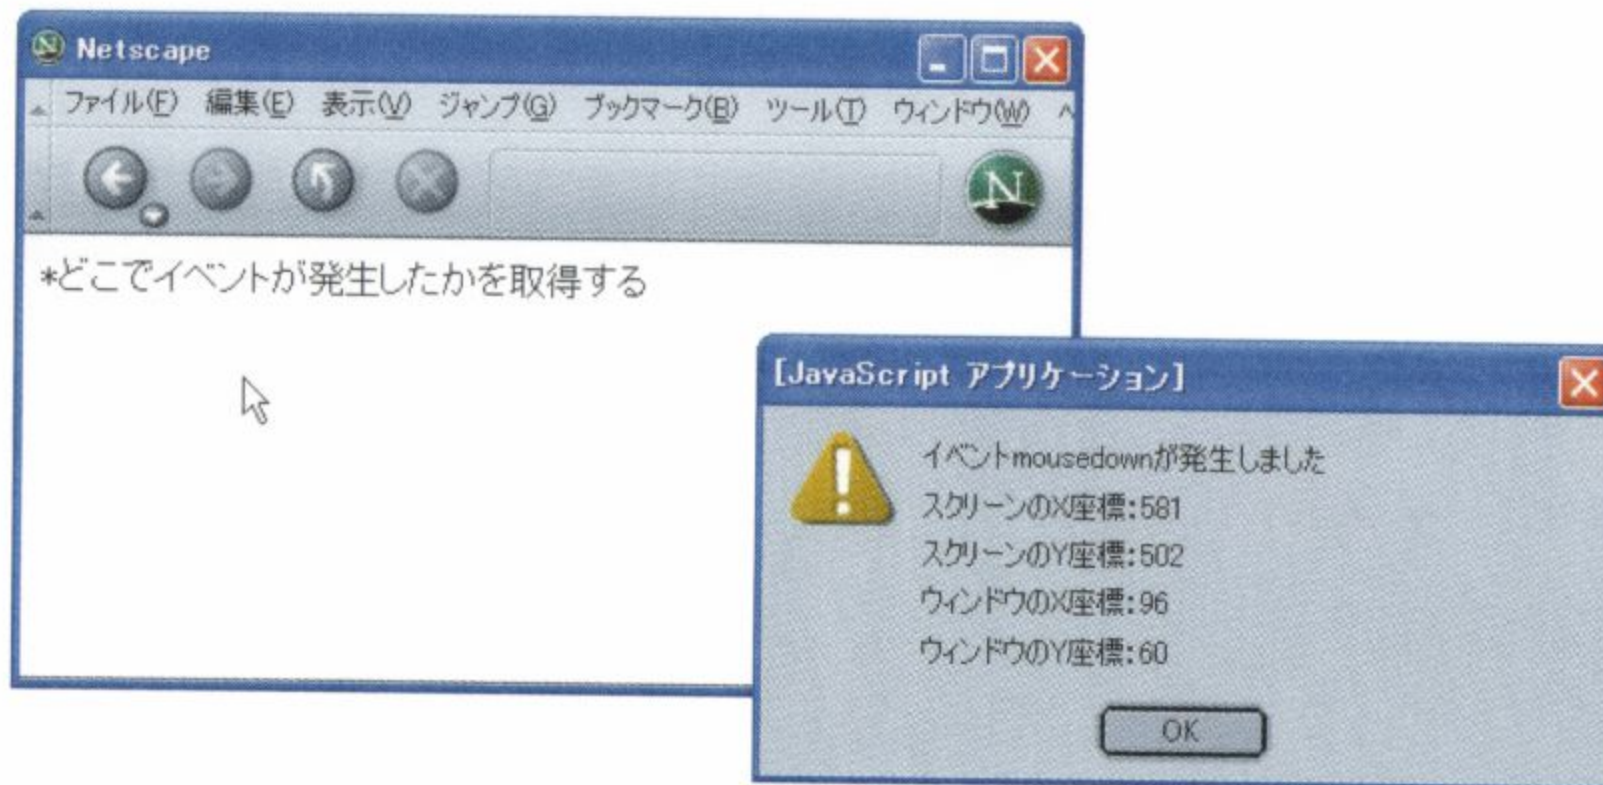 Netscape
ファイル(F) 編集(E) 表示(V) ジャンプ(G) ブックマーク(B) ツール(T) ウィンドウ(W) ヘ
N
*どこでイベントが発生したかを取得する
[JavaScript アプリケーション]
イベントmousedownが発生しました
スクリーンのX座標:581
スクリーンのY座標:502
ウィンドウのX座標:96
ウィンドウのY座標:60
OK